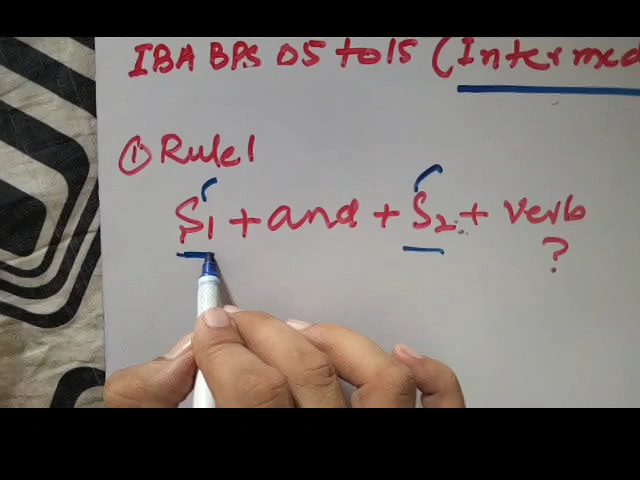 IBA BPS 05 to 15 (Intermed
① Rule 1
S1 + and + S2 + verb
?